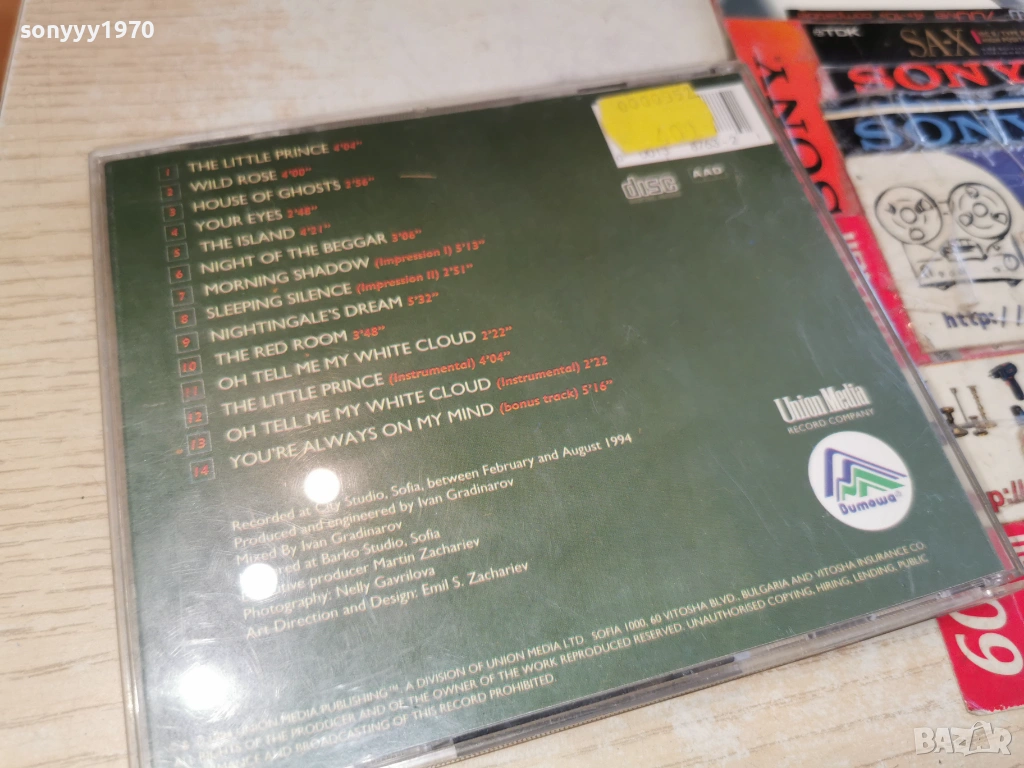 sonyyy1970
1 THE LITTLE PRINCE 4'04"
2 WILD ROSE 4'00"
3 HOUSE OF GHOSTS 3'56"
4 YOUR EYES 2'48"
5 THE ISLAND 4'21"
6 NIGHT OF THE BEGGAR 3'06"
7 MORNING SHADOW (Impression I) 5'13"
8 SLEEPING SILENCE (Impression II) 2'51"
9 NIGHTINGALE'S DREAM 5'32"
10 THE RED ROOM 3'48"
11 OH TELL ME MY WHITE CLOUD 2'22"
12 THE LITTLE PRINCE (Instrumental) 4'04"
13 OH TELL ME MY WHITE CLOUD (Instrumental) 2'22
14 YOU'RE ALWAYS ON MY MIND (bonus track) 5'16"
Recorded at City Studio, Sofia, between February and August 1994
Produced and engineered by Ivan Gradinarov
Mixed by Ivan Gradinarov
at Barko Studio, Sofia
producer Martin Zachariev
Photography: Nelly Gavrilova
Art Direction and Design: Emil S. Zachariev
UNION MEDIA PUBLISHING™, A DIVISION OF UNION MEDIA LTD. SOFIA 1000, 60 VITOSHA BLVD., BULGARIA AND VITOSHA INSURANCE CO.
OF THE PRODUCER AND OF THE OWNER OF THE WORK REPRODUCED RESERVED. UNAUTHORISED COPYING, HIRING, LENDING, PUBLIC
AND BROADCASTING OF THIS RECORD PROHIBITED.
disc
AAD
Union Media
RECORD COMPANY
Dumowa
TDK
SA-X
SONY
SONY
SONY
http://
60
BAZAR